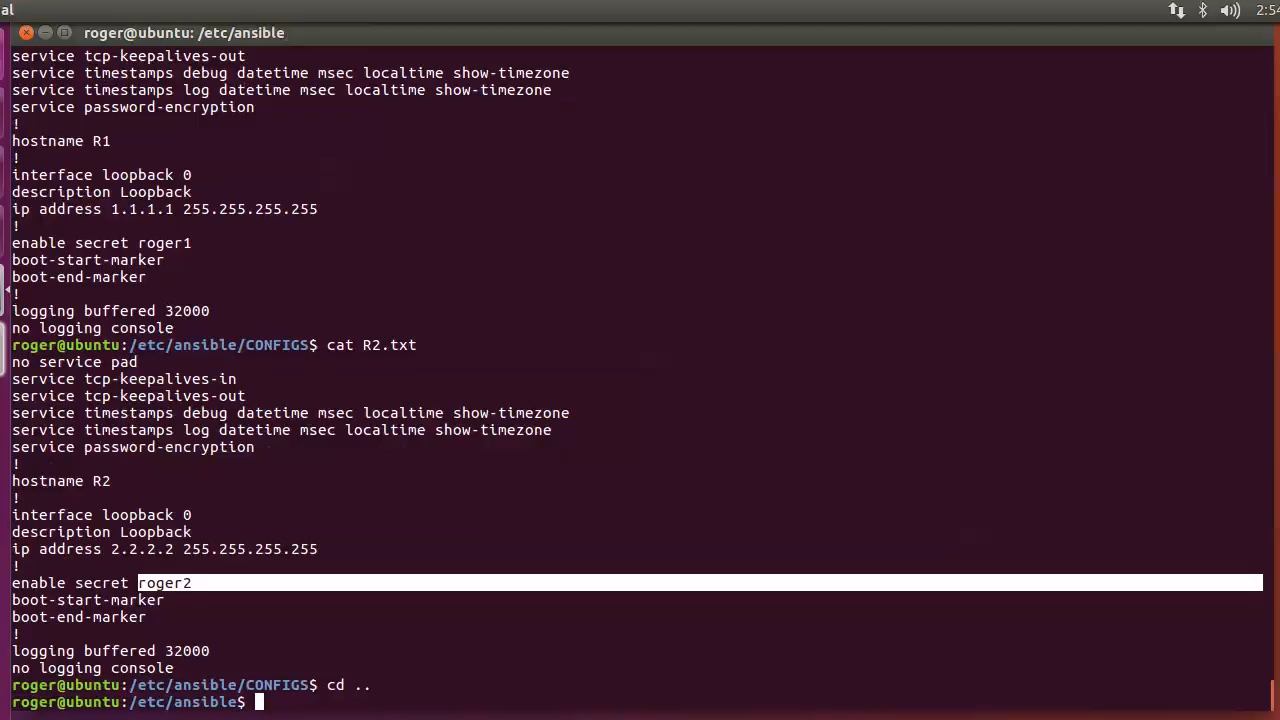 al
2:54
roger@ubuntu: /etc/ansible
service tcp-keepalives-out
service timestamps debug datetime msec localtime show-timezone
service timestamps log datetime msec localtime show-timezone
service password-encryption
!
hostname R1
!
interface loopback 0
description Loopback
ip address 1.1.1.1 255.255.255.255
!
enable secret roger1
boot-start-marker
boot-end-marker
!
logging buffered 32000
no logging console
roger@ubuntu:/etc/ansible/CONFIGS$ cat R2.txt
no service pad
service tcp-keepalives-in
service tcp-keepalives-out
service timestamps debug datetime msec localtime show-timezone
service timestamps log datetime msec localtime show-timezone
service password-encryption
!
hostname R2
!
interface loopback 0
description Loopback
ip address 2.2.2.2 255.255.255.255
!
enable secret roger2
boot-start-marker
boot-end-marker
!
logging buffered 32000
no logging console
roger@ubuntu:/etc/ansible/CONFIGS$ cd ..
roger@ubuntu:/etc/ansible$